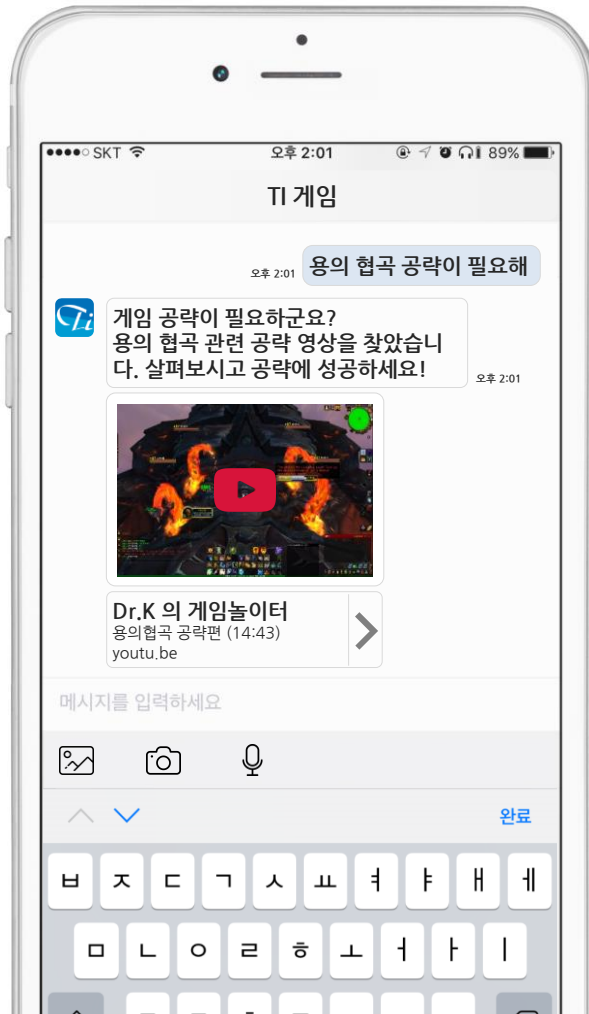 SKT 오후 2:01 89%
TI 게임
오후 2:01 용의 협곡 공략이 필요해
Ti
게임 공략이 필요하군요?
용의 협곡 관련 공략 영상을 찾았습니
다. 살펴보시고 공략에 성공하세요!
오후 2:01
Dr.K 의 게임놀이터
용의협곡 공략편 (14:43)
youtu.be
메시지를 입력하세요
완료
ㅂ ㅈ ㄷ ㄱ ㅅ ㅛ ㅕ ㅑ ㅐ ㅔ
ㅁ ㄴ ㅇ ㄹ ㅎ ㅗ ㅓ ㅏ ㅣ